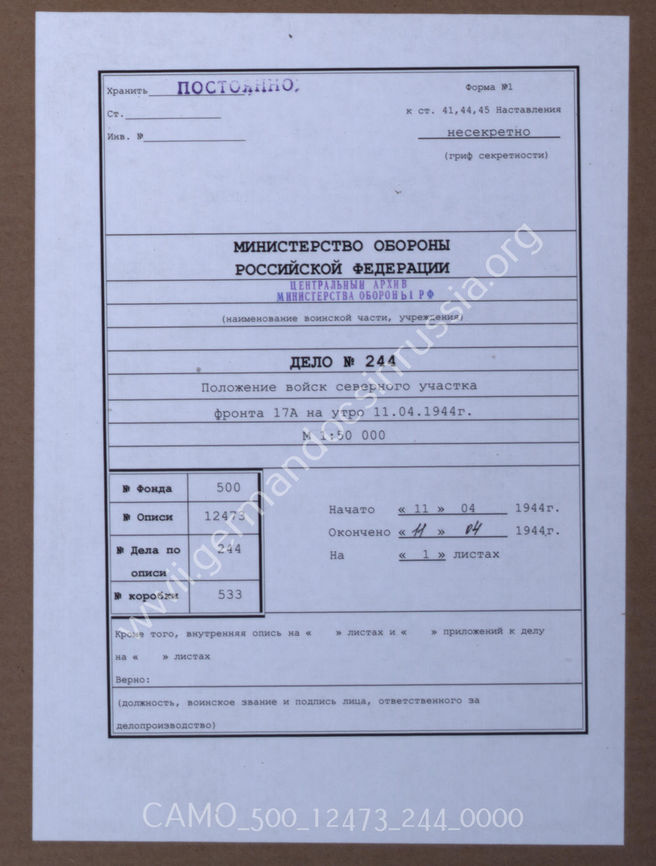 Хранить ПОСТОЯННО.
Форма №1
Ст.
к ст. 41,44,45 Наставления
Инв. №
несекретно
(гриф секретности)
МИНИСТЕРСТВО ОБОРОНЫ
РОССИЙСКОЙ ФЕДЕРАЦИИ
ЦЕНТРАЛЬНЫЙ АРХИВ
МИНИСТЕРСТВА ОБОРОНЫ РФ
(наименование воинской части, учреждения)
ДЕЛО № 244
Положение войск северного участка
фронта 17А на утро 11.04.1944г.
М 1:50 000
№ Фонда 500
№ Описи 12473
№ Дела по описи 244
№ коробки 533
Начато « 11 » 04 1944г.
Окончено « 11 » 04 1944г.
На « 1 » листах
Кроме того, внутренняя опись на « » листах и « » приложений к делу
на « » листах
Верно:
(должность, воинское звание и подпись лица, ответственного за
делопроизводство)
www.germandocsinrussia.org
CAMO_500_12473_244_0000